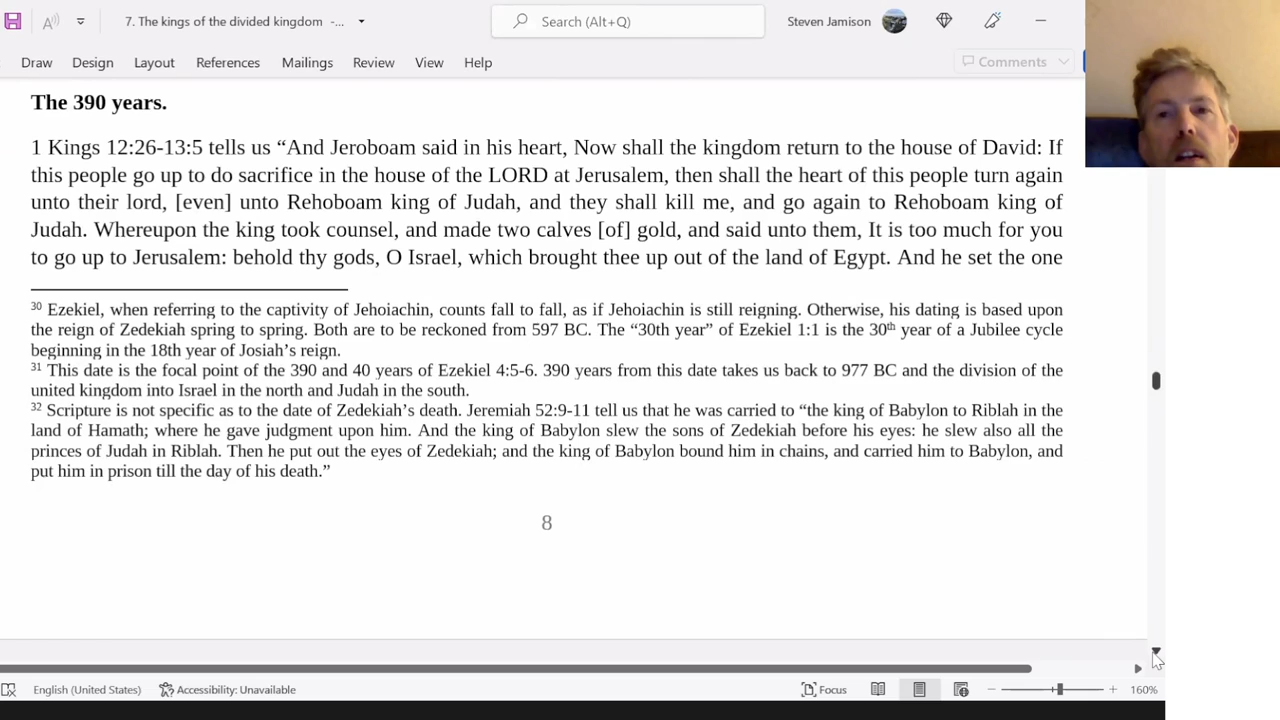 7. The kings of the divided kingdom -...
Search (Alt+Q)
Steven Jamison
Draw Design Layout References Mailings Review View Help
Comments
The 390 years.
1 Kings 12:26-13:5 tells us “And Jeroboam said in his heart, Now shall the kingdom return to the house of David: If
this people go up to do sacrifice in the house of the LORD at Jerusalem, then shall the heart of this people turn again
unto their lord, [even] unto Rehoboam king of Judah, and they shall kill me, and go again to Rehoboam king of
Judah. Whereupon the king took counsel, and made two calves [of] gold, and said unto them, It is too much for you
to go up to Jerusalem: behold thy gods, O Israel, which brought thee up out of the land of Egypt. And he set the one
30 Ezekiel, when referring to the captivity of Jehoiachin, counts fall to fall, as if Jehoiachin is still reigning. Otherwise, his dating is based upon
the reign of Zedekiah spring to spring. Both are to be reckoned from 597 BC. The “30th year” of Ezekiel 1:1 is the 30th year of a Jubilee cycle
beginning in the 18th year of Josiah’s reign.
31 This date is the focal point of the 390 and 40 years of Ezekiel 4:5-6. 390 years from this date takes us back to 977 BC and the division of the
united kingdom into Israel in the north and Judah in the south.
32 Scripture is not specific as to the date of Zedekiah’s death. Jeremiah 52:9-11 tell us that he was carried to “the king of Babylon to Riblah in the
land of Hamath; where he gave judgment upon him. And the king of Babylon slew the sons of Zedekiah before his eyes: he slew also all the
princes of Judah in Riblah. Then he put out the eyes of Zedekiah; and the king of Babylon bound him in chains, and carried him to Babylon, and
put him in prison till the day of his death.”
8
English (United States) Accessibility: Unavailable Focus 160%